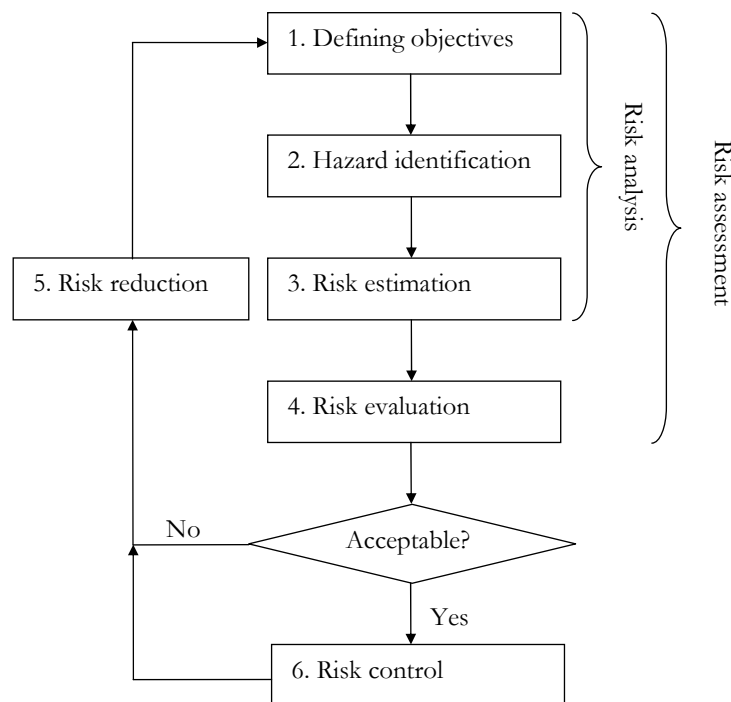 1. Defining objectives
2. Hazard identification
3. Risk estimation
4. Risk evaluation
Acceptable?
No
Yes
5. Risk reduction
6. Risk control
Risk analysis
Risk assessment